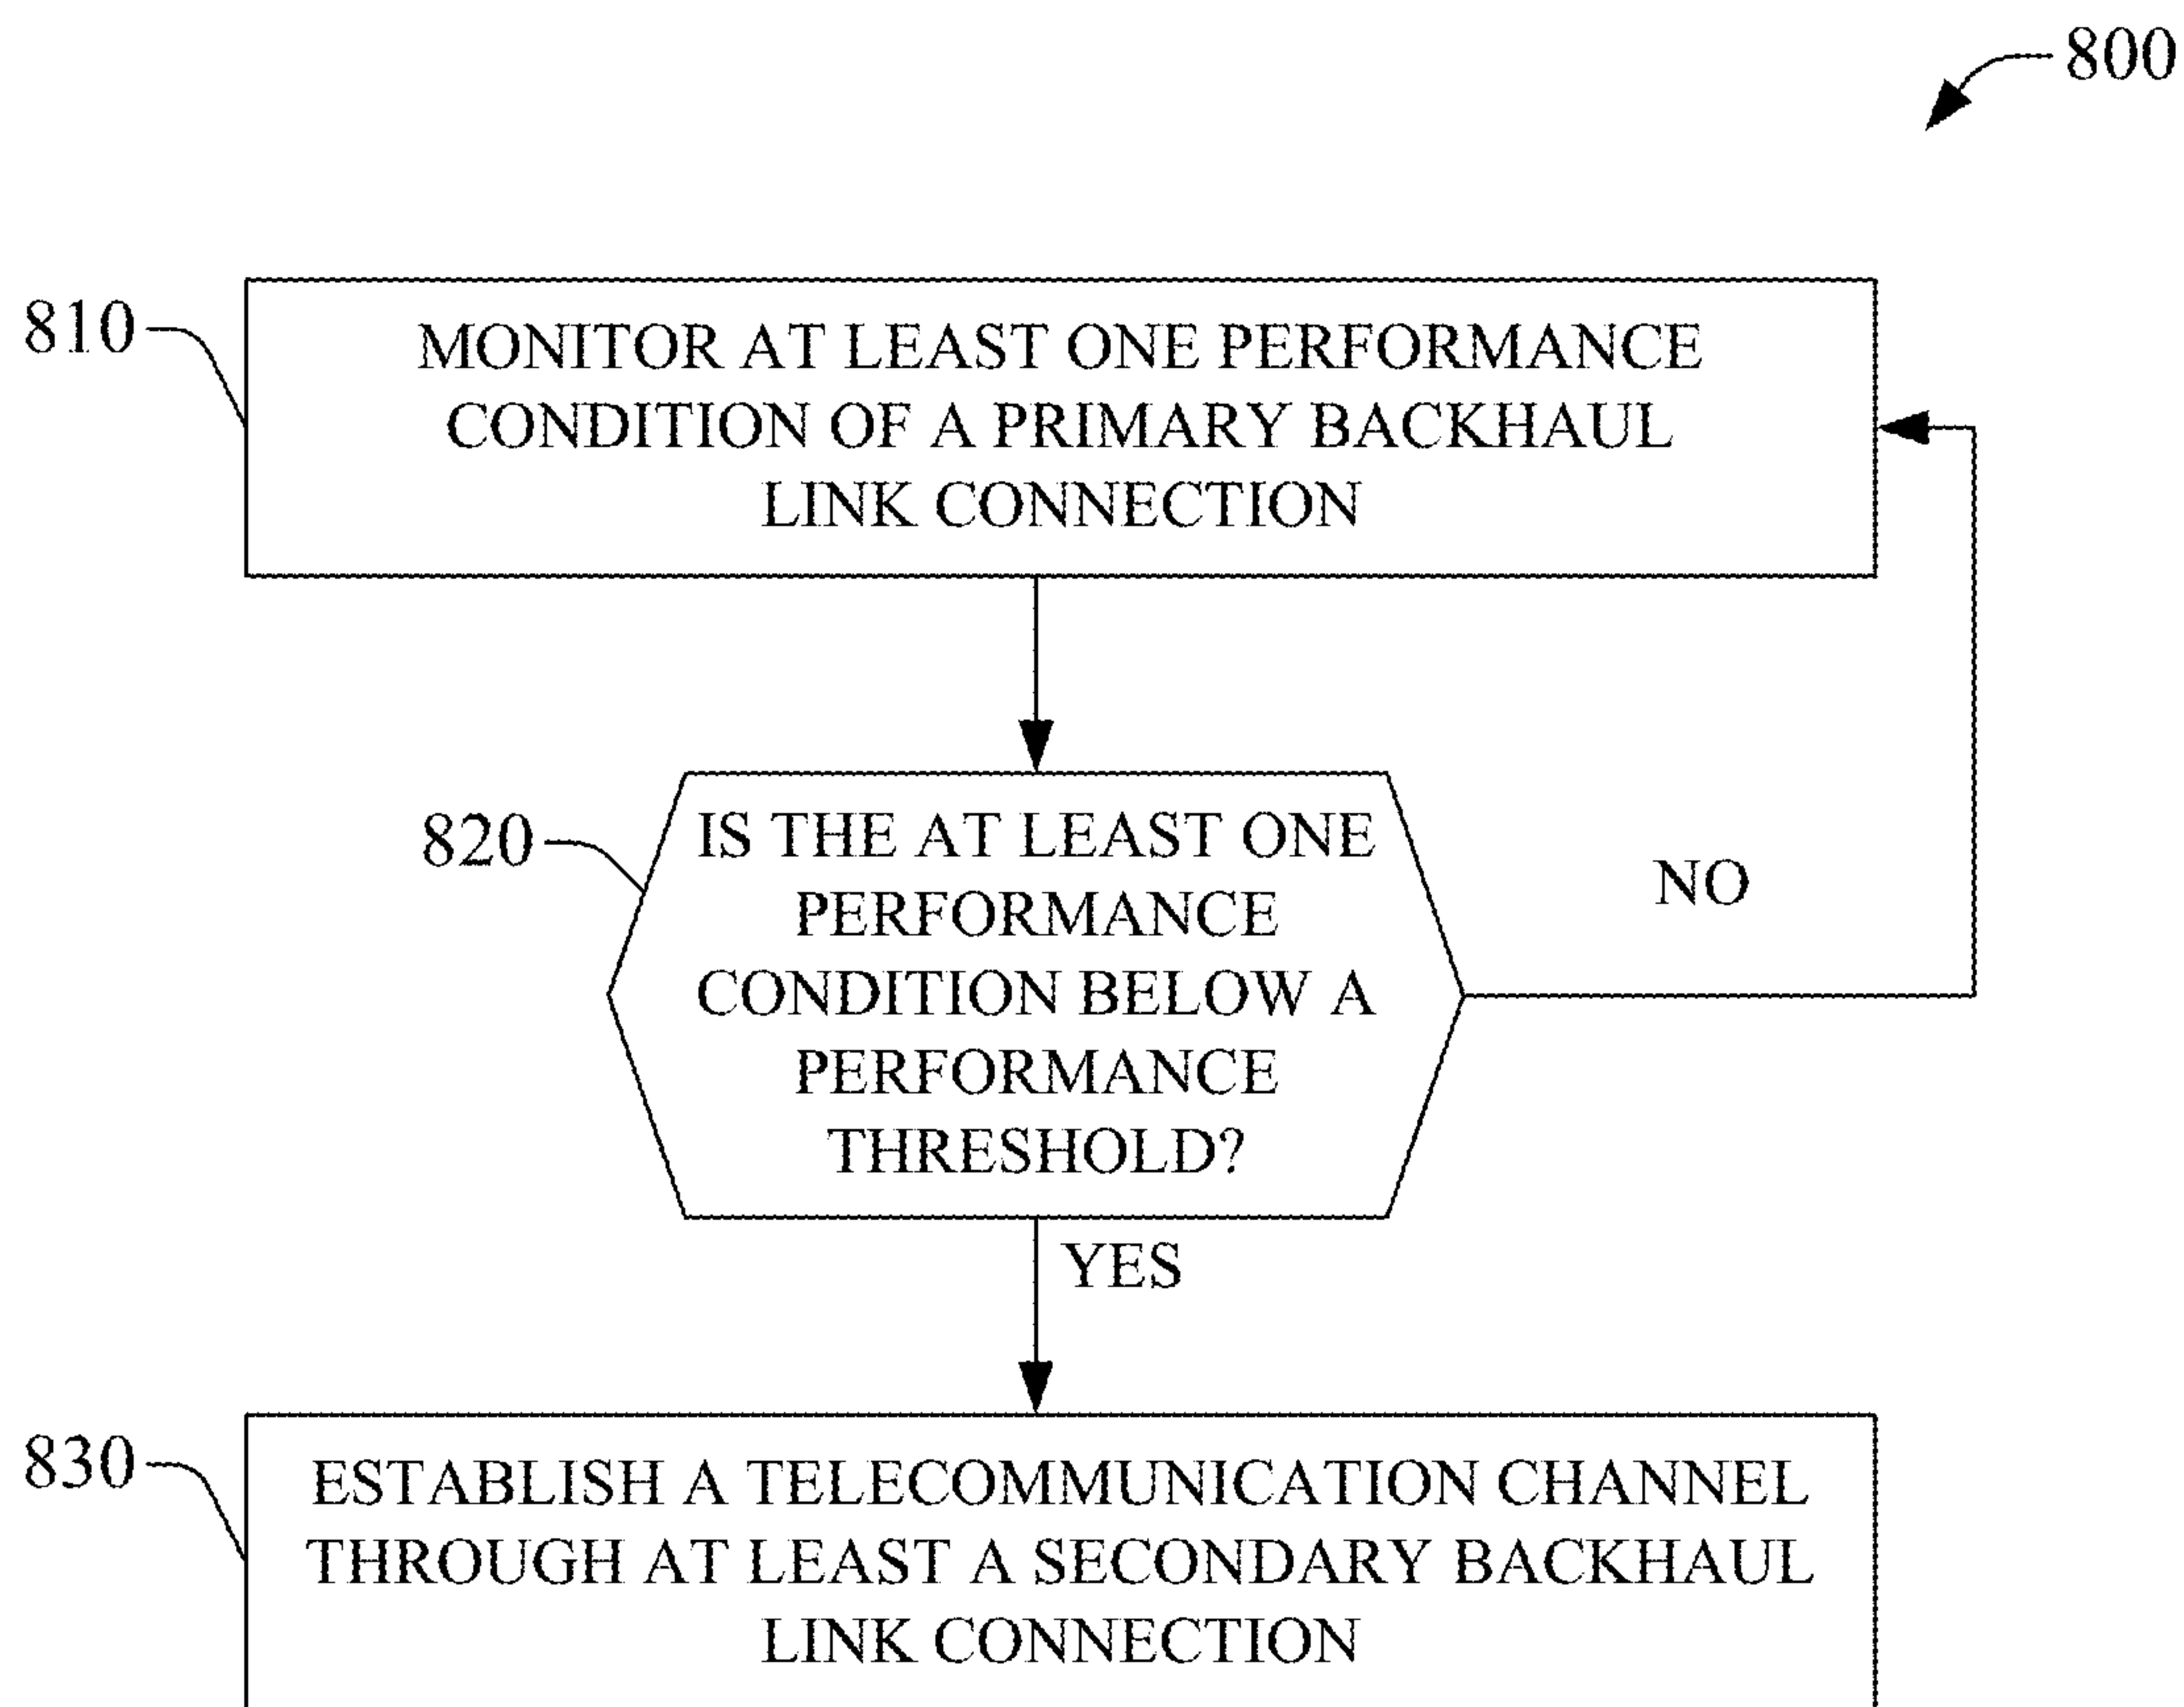 800
810
MONITOR AT LEAST ONE PERFORMANCE
CONDITION OF A PRIMARY BACKHAUL
LINK CONNECTION
820
IS THE AT LEAST ONE
PERFORMANCE
CONDITION BELOW A
PERFORMANCE
THRESHOLD?
NO
YES
830
ESTABLISH A TELECOMMUNICATION CHANNEL
THROUGH AT LEAST A SECONDARY BACKHAUL
LINK CONNECTION